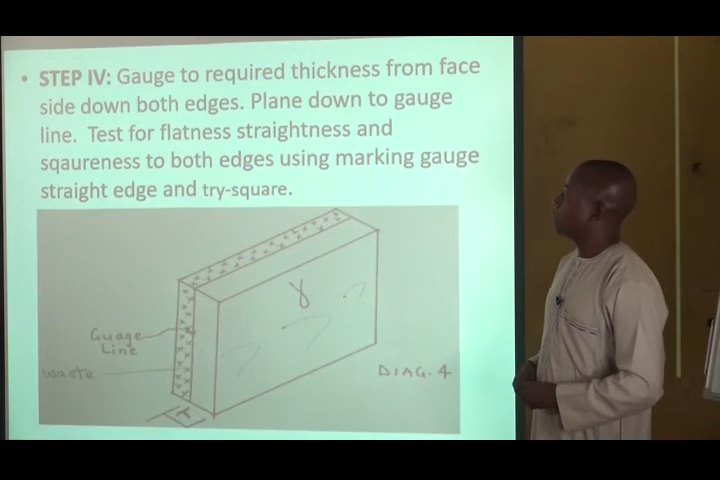 • STEP IV: Gauge to required thickness from face
side down both edges. Plane down to gauge
line. Test for flatness straightness and
sqaureness to both edges using marking gauge
straight edge and try-square.
Guage
Line
Waste
DIAG. 4
T